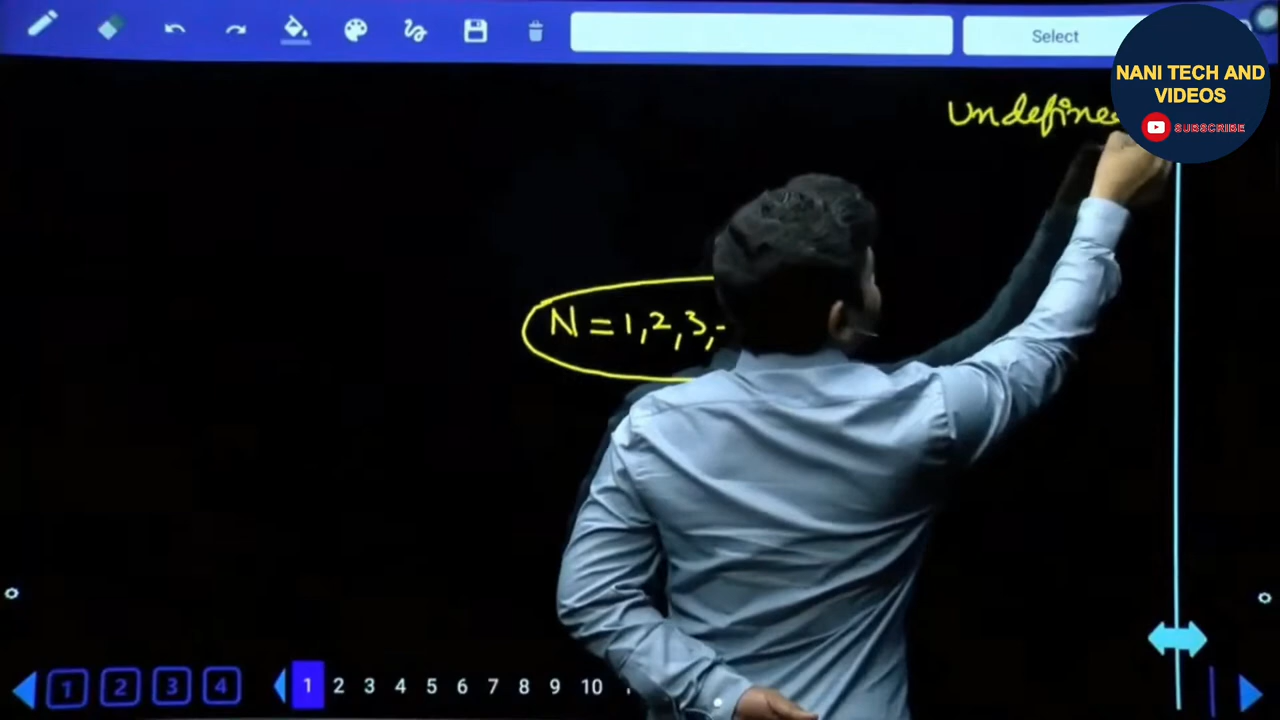 Select
NANI TECH AND
VIDEOS
SUBSCRIBE
undefined
N = 1, 2, 3, -
1 2 3 4
1 2 3 4 5 6 7 8 9 10